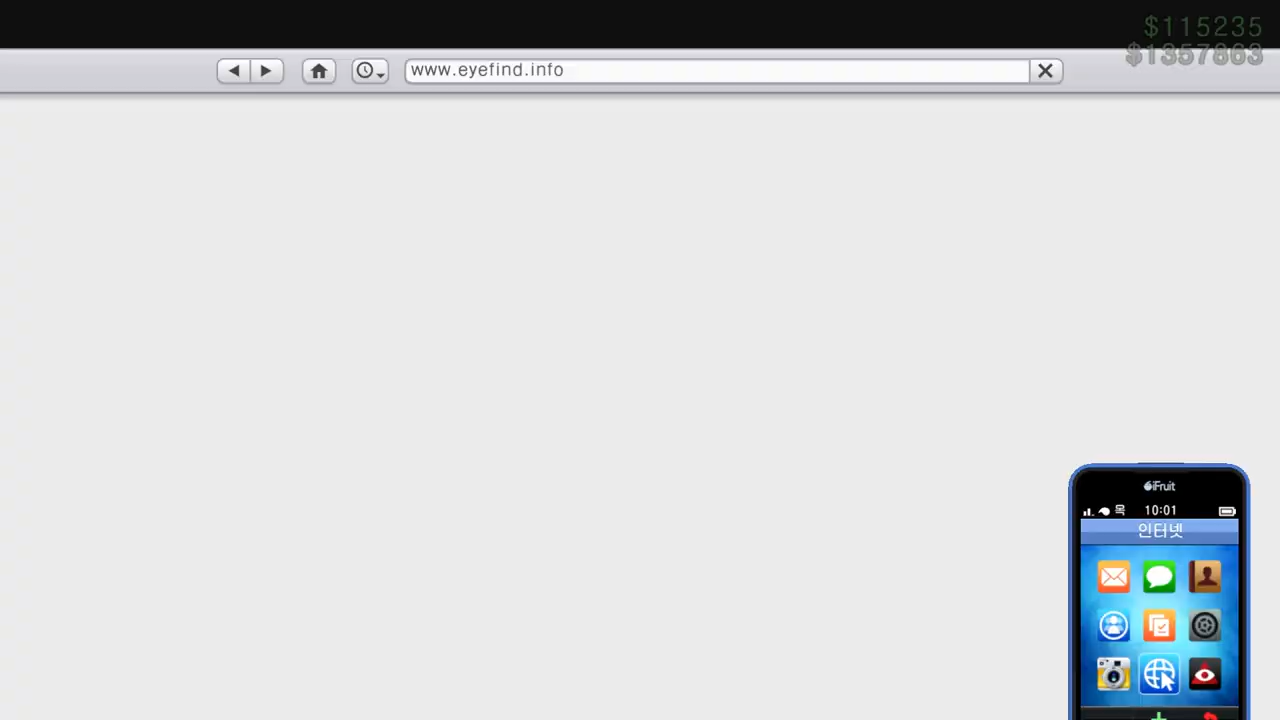 $115235
$1357863
www.eyefind.info
iFruit
목 10:01
인터넷